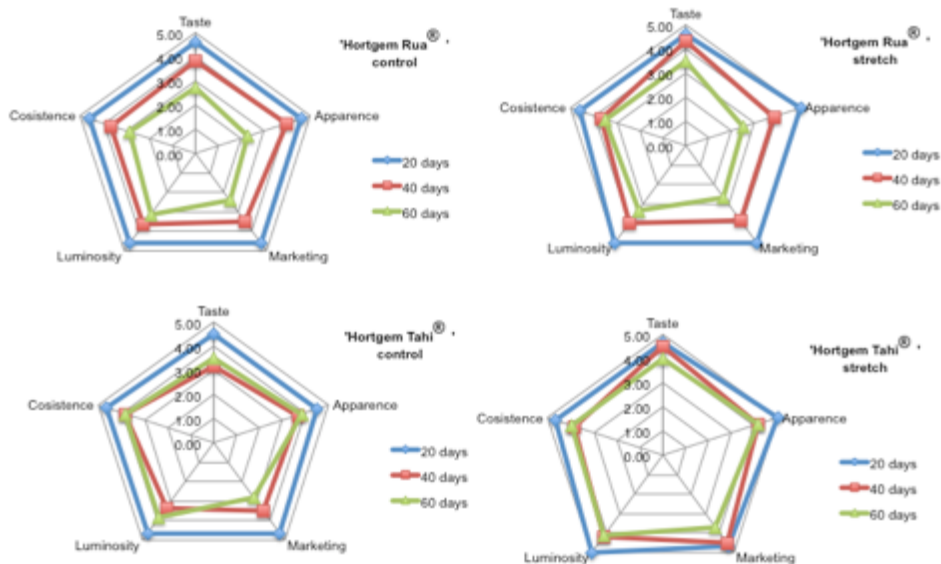 Taste
5.00
4.00
3.00
2.00
1.00
0.00
Cosistence
Apparence
Luminosity
Marketing
'Hortgem Rua®'
control
20 days
40 days
60 days
Taste
5.00
4.00
3.00
2.00
1.00
0.00
Cosistence
Apparence
Luminosity
Marketing
'Hortgem Rua®'
stretch
20 days
40 days
60 days
Taste
5.00
4.00
3.00
2.00
1.00
0.00
Cosistence
Apparence
Luminosity
Marketing
'Hortgem Tahi®'
control
20 days
40 days
60 days
Taste
5.00
4.00
3.00
2.00
1.00
0.00
Cosistence
Apparence
Luminosity
Marketing
'Hortgem Tahi®'
stretch
20 days
40 days
60 days